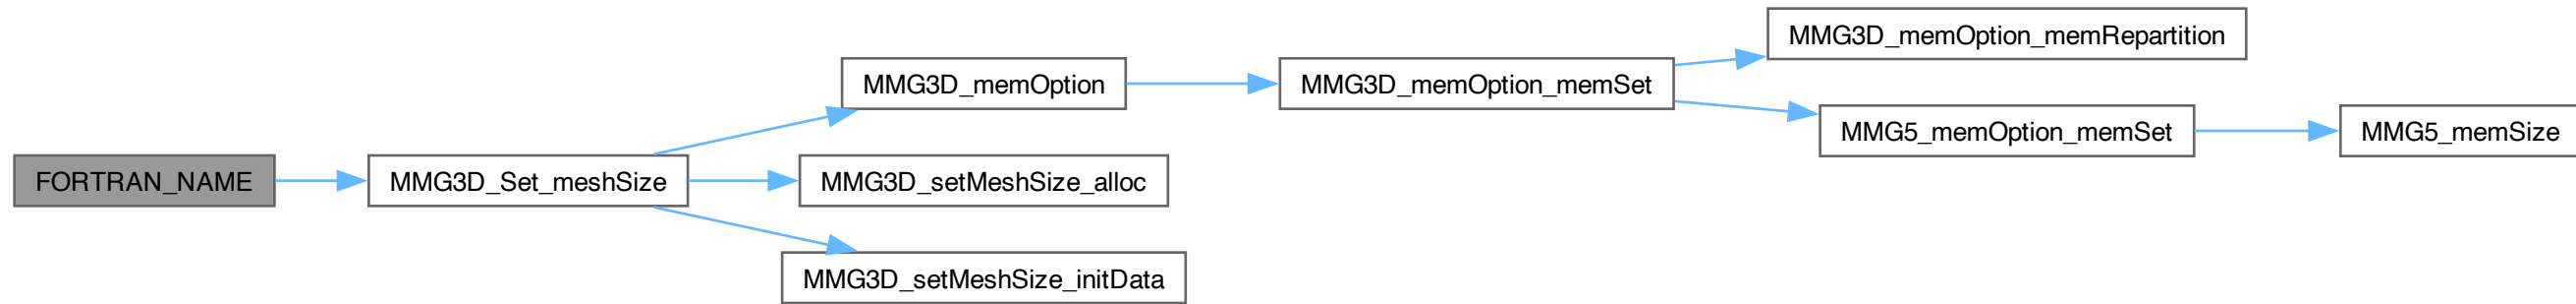 FORTRAN_NAME
MMG3D_Set_meshSize
MMG3D_memOption
MMG3D_setMeshSize_alloc
MMG3D_setMeshSize_initData
MMG3D_memOption_memSet
MMG3D_memOption_memRepartition
MMG5_memOption_memSet
MMG5_memSize